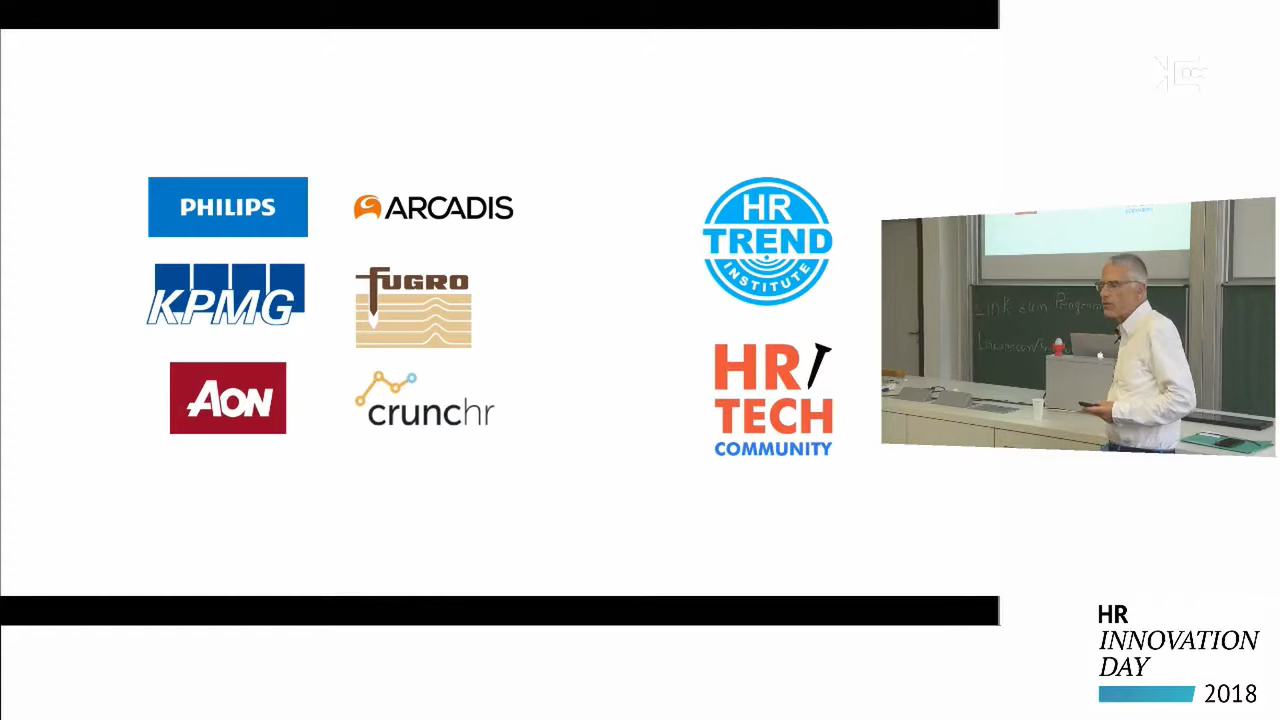 PHILIPS
ARCADIS
KPMG
FUGRO
AON
crunchr
HR
TREND
INSTITUTE
HR
TECH
COMMUNITY
HR
INNOVATION
DAY
2018